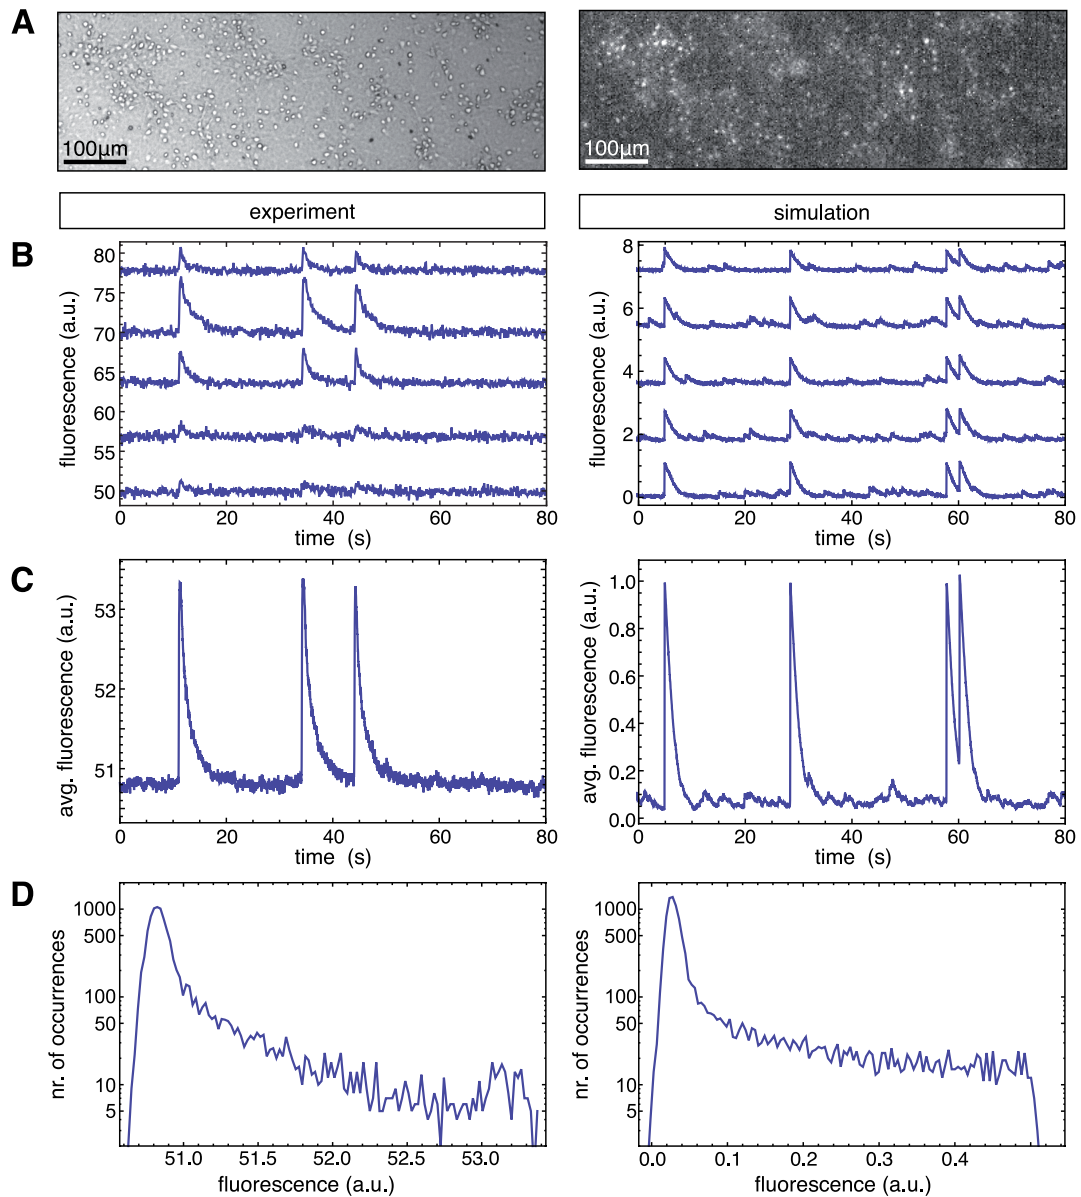 A
100µm
100µm
experiment
simulation
B
fluorescence (a.u.)
80
75
70
65
60
55
50
0 20 40 60 80
time (s)
fluorescence (a.u.)
8
6
4
2
0
0 20 40 60 80
time (s)
C
avg. fluorescence (a.u.)
53
52
51
0 20 40 60 80
time (s)
avg. fluorescence (a.u.)
1.0
0.8
0.6
0.4
0.2
0.0
0 20 40 60 80
time (s)
D
nr. of occurrences
1000
500
100
50
10
5
51.0 51.5 52.0 52.5 53.0
fluorescence (a.u.)
nr. of occurrences
1000
500
100
50
10
5
0.0 0.1 0.2 0.3 0.4
fluorescence (a.u.)